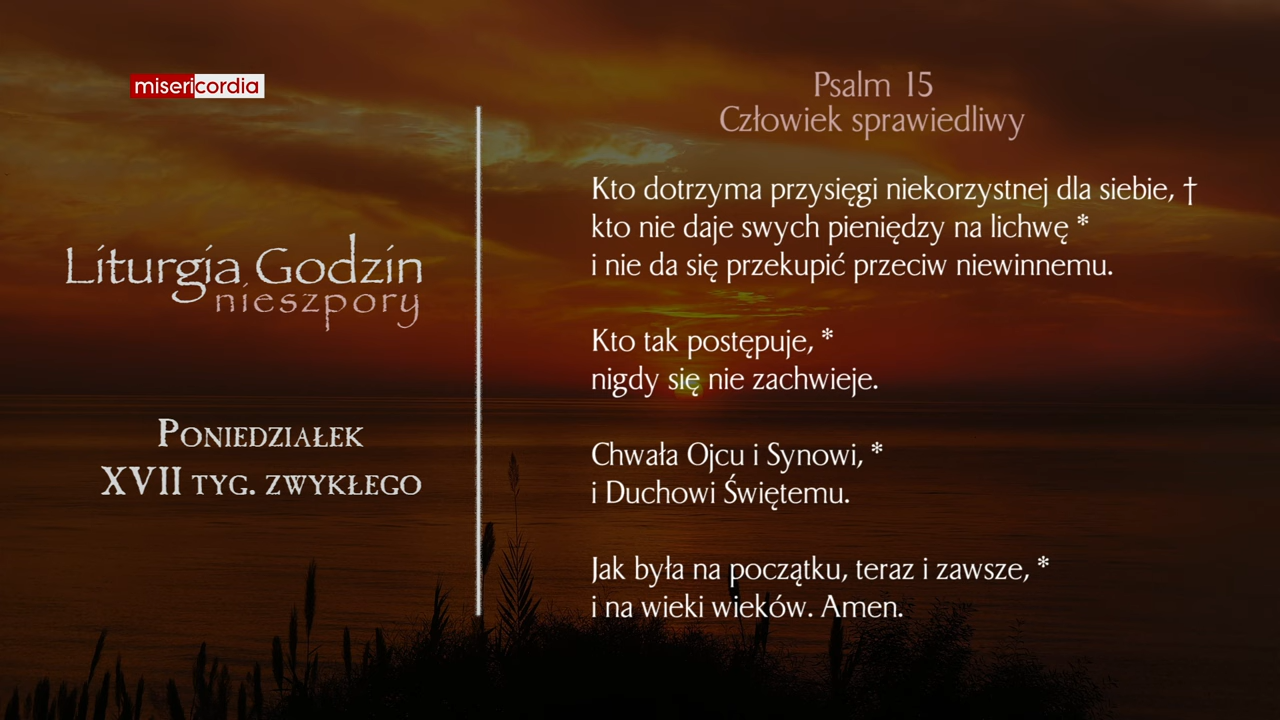 misericordia
Liturgia Godzin
nieszpory
Poniedziałek
XVII tyg. zwykłego
Psalm 15
Człowiek sprawiedliwy
Kto dotrzyma przysięgi niekorzystnej dla siebie, †
kto nie daje swych pieniędzy na lichwę *
i nie da się przekupić przeciw niewinnemu.
Kto tak postępuje, *
nigdy się nie zachwieje.
Chwała Ojcu i Synowi, *
i Duchowi Świętemu.
Jak była na początku, teraz i zawsze, *
i na wieki wieków. Amen.